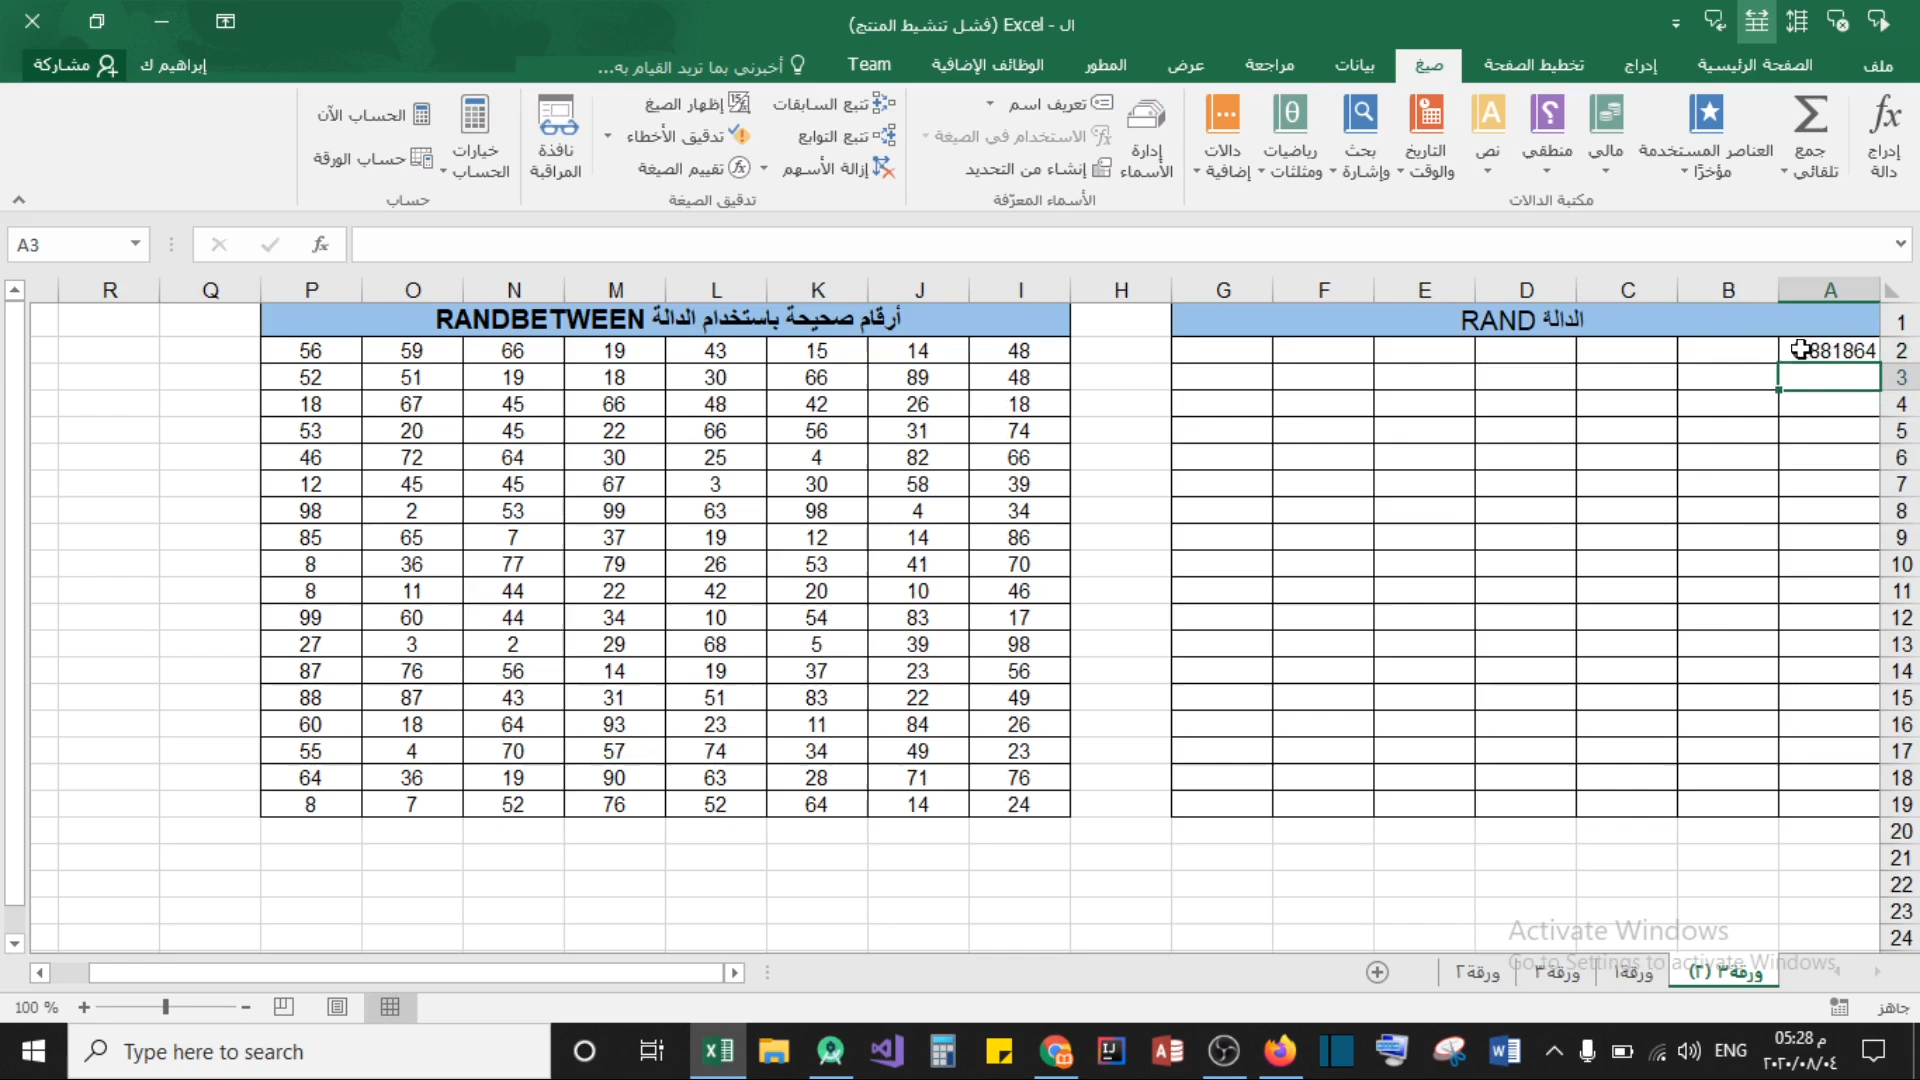 ال - Excel (فشل تنشيط المنتج)
ملف
الصفحة الرئيسية
إدراج
تخطيط الصفحة
صيغ
بيانات
مراجعة
عرض
المطور
الوظائف الإضافية
Team
أخبرني بما تريد القيام به...
إبراهيم ك
مشاركة
إدراج دالة
جمع تلقائي
العناصر المستخدمة مؤخرًا
مالي
منطقي
نص
التاريخ والوقت
بحث وإشارة
رياضيات ومثلثات
دالات إضافية
مكتبة الدالات
إدارة الأسماء
تعريف اسم
الاستخدام في الصيغة
إنشاء من التحديد
الأسماء المعرّفة
تتبع السابقات
تتبع التوابع
إزالة الأسهم
إظهار الصيغ
تدقيق الأخطاء
تقييم الصيغة
تدقيق الصيغة
نافذة المراقبة
خيارات الحساب
الحساب الآن
حساب الورقة
حساب
A3
fx
R Q P O N M L K J I H G F E D C B A
أرقام صحيحة باستخدام الدالة RANDBETWEEN
الدالة RAND
1
56 59 66 19 43 15 14 48 881864 2
52 51 19 18 30 66 89 48 3
18 67 45 66 48 42 26 18 4
53 20 45 22 66 56 31 74 5
46 72 64 30 25 4 82 66 6
12 45 45 67 3 30 58 39 7
98 2 53 99 63 98 4 34 8
85 65 7 37 19 12 14 86 9
8 36 77 79 26 53 41 70 10
8 11 44 22 42 20 10 46 11
99 60 44 34 10 54 83 17 12
27 3 2 29 68 5 39 98 13
87 76 56 14 19 37 23 56 14
88 87 43 31 51 83 22 49 15
60 18 64 93 23 11 84 26 16
55 4 70 57 74 34 49 23 17
64 36 19 90 63 28 71 76 18
8 7 52 76 52 64 14 24 19
20
21
22
23
24
Activate Windows
Go to Settings to activate Windows.
ورقة٣ (٢)
ورقة١
ورقة٣
ورقة٢
100 %
جاهز
Type here to search
ENG
05:28 م
٢٠٢٠/٠٨/٠٤